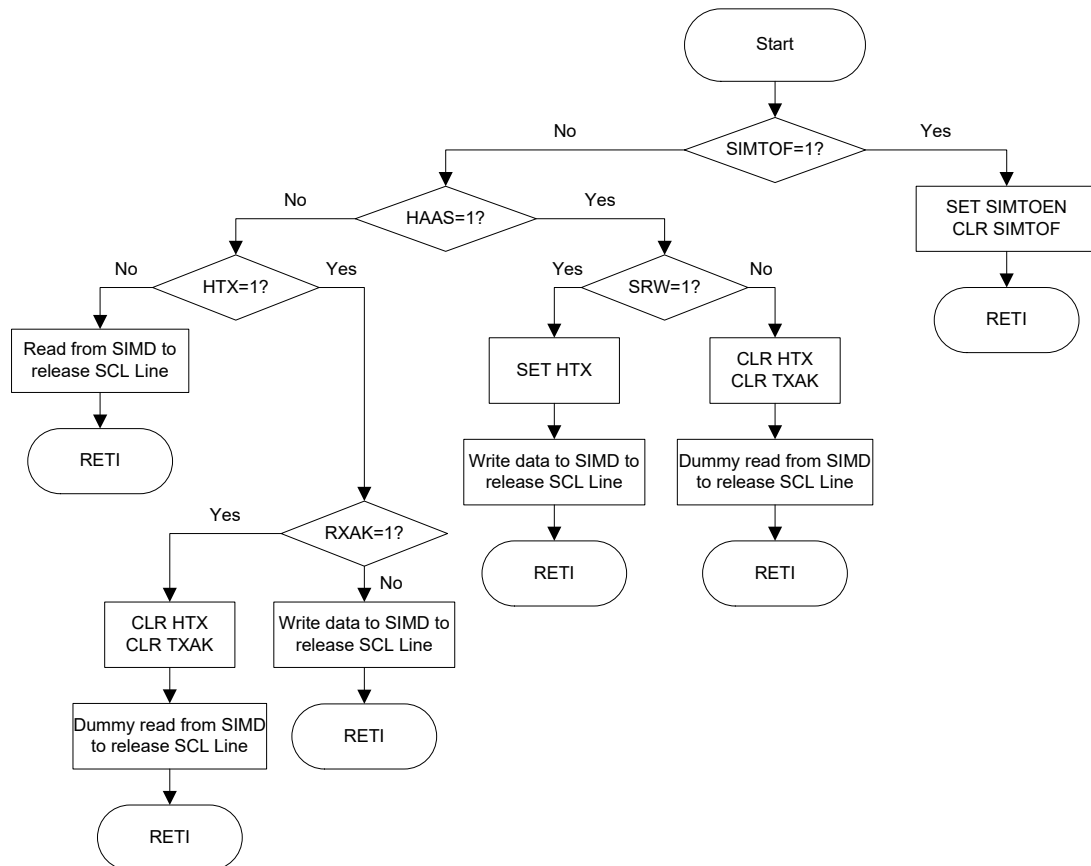 Start
SIMTOF=1?
No
Yes
HAAS=1?
No
Yes
SET SIMTOEN
CLR SIMTOF
RETI
HTX=1?
No
Yes
SRW=1?
Yes
No
Read from SIMD to
release SCL Line
RETI
SET HTX
CLR HTX
CLR TXAK
Write data to SIMD to
release SCL Line
Dummy read from SIMD
to release SCL Line
RETI
RETI
RXAK=1?
Yes
No
CLR HTX
CLR TXAK
Write data to SIMD to
release SCL Line
Dummy read from SIMD
to release SCL Line
RETI
RETI